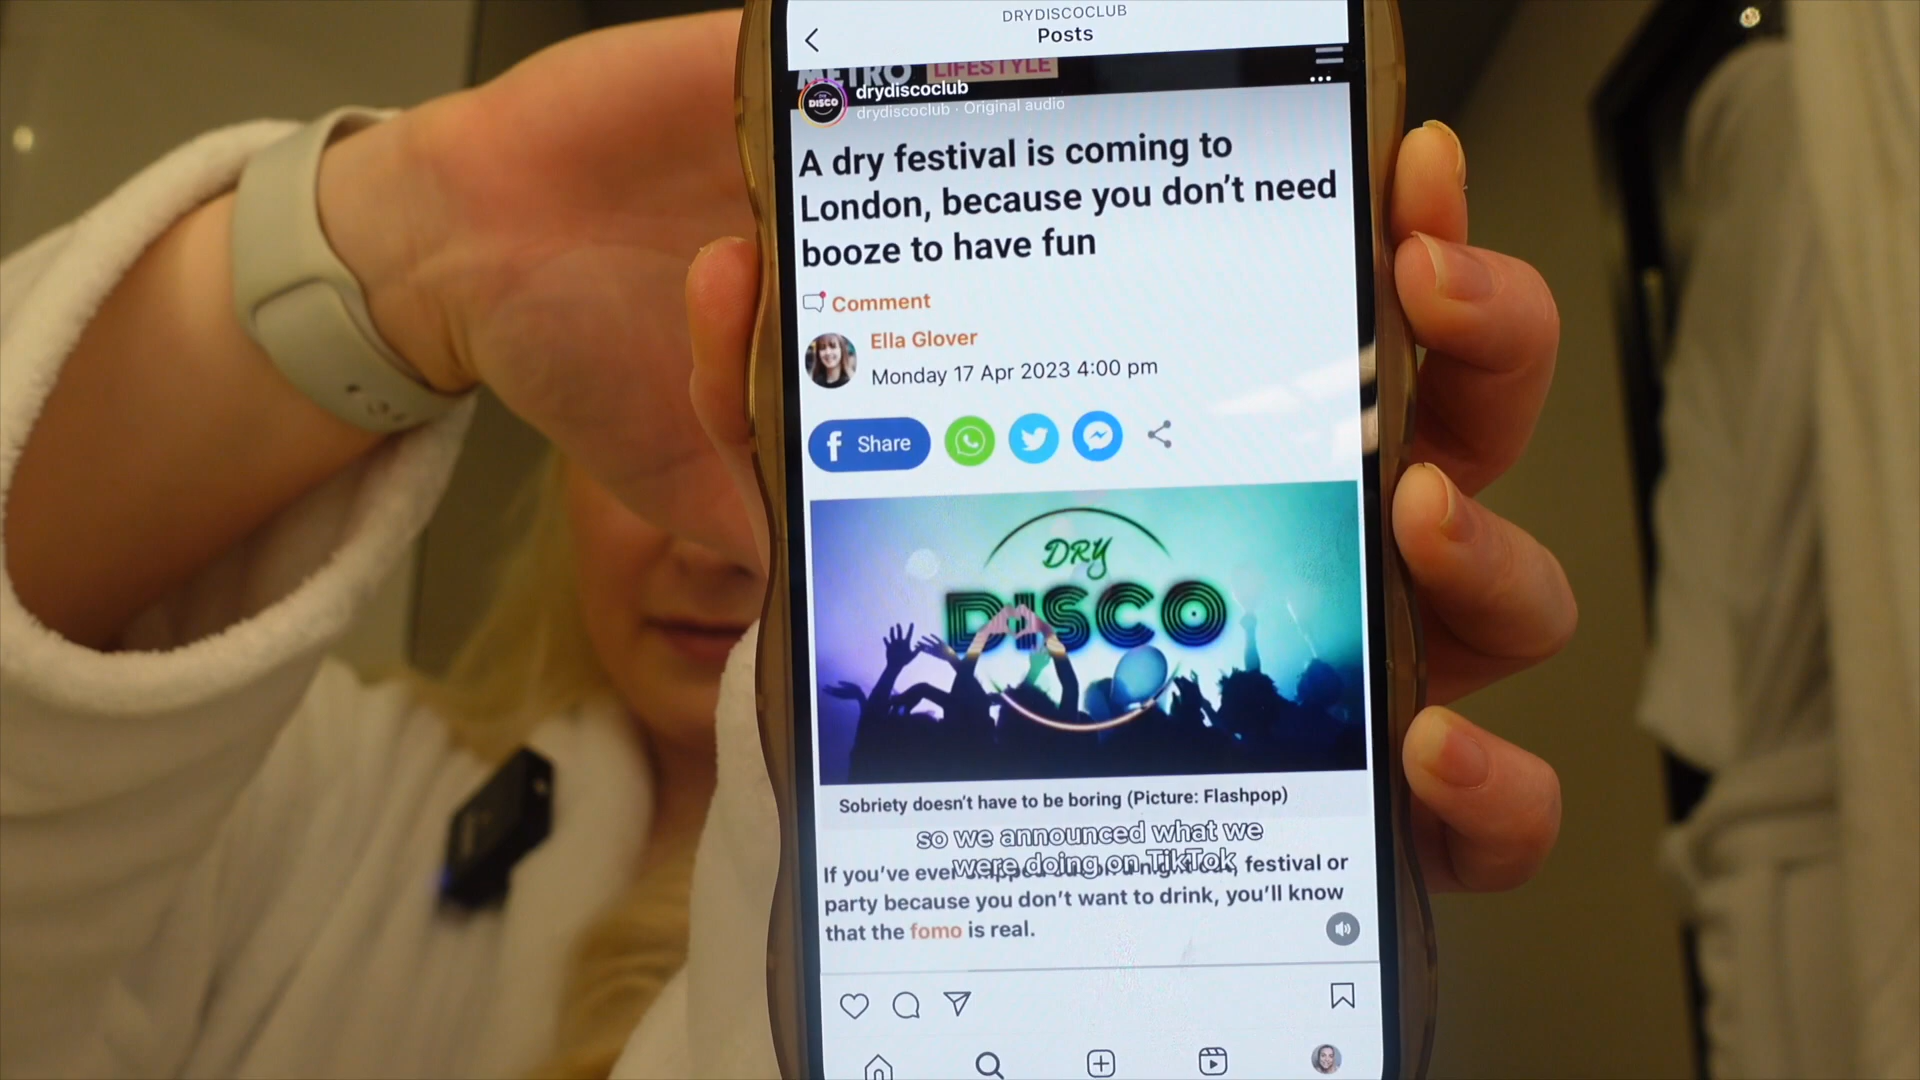 DRYDISCOCLUB
Posts
METRO LIFESTYLE
DISCO
drydiscoclub
drydiscoclub · Original audio
A dry festival is coming to
London, because you don't need
booze to have fun
Comment
Ella Glover
Monday 17 Apr 2023 4:00 pm
f Share
DRY
DISCO
Sobriety doesn't have to be boring (Picture: Flashpop)
so we announced what we
were doing on TikTok
If you've ever festival or
party because you don't want to drink, you'll know
that the fomo is real.